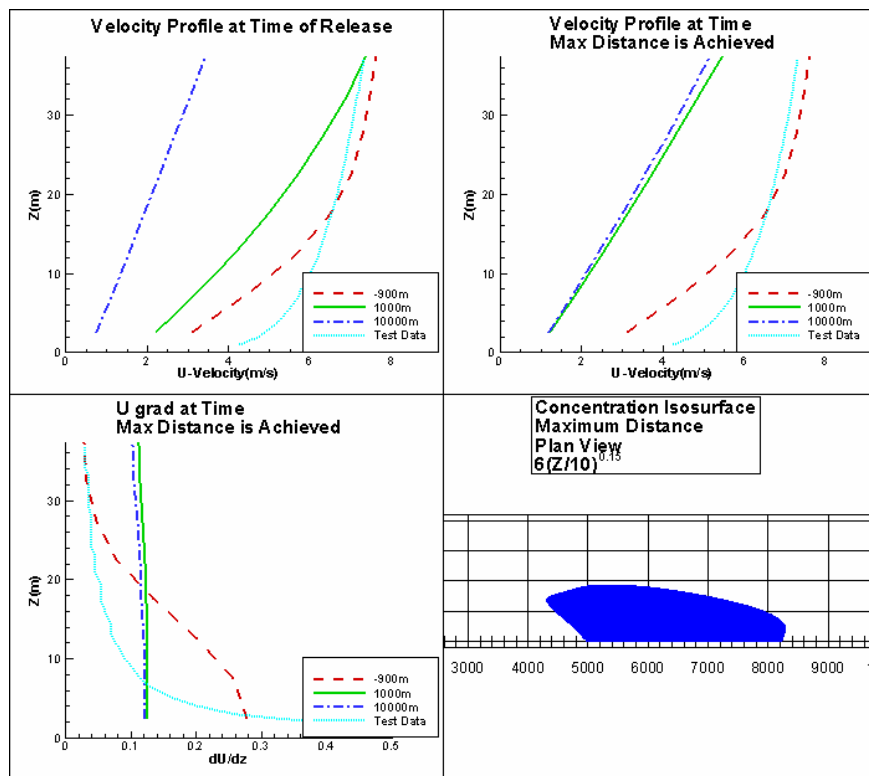 Velocity Profile at Time of Release
Z(m)
30
20
10
0
0 2 4 6 8
U-Velocity(m/s)
-900m
1000m
10000m
Test Data
Velocity Profile at Time
Max Distance is Achieved
Z(m)
30
20
10
0
0 2 4 6 8
U-Velocity(m/s)
-900m
1000m
10000m
Test Data
U grad at Time
Max Distance is Achieved
Z(m)
30
20
10
0
0 0.1 0.2 0.3 0.5
dU/dz
-900m
1000m
10000m
Test Data
Concentration Isosurface
Maximum Distance
Plan View
6(Z/10)^0.15
3000 4000 5000 6000 7000 8000 9000